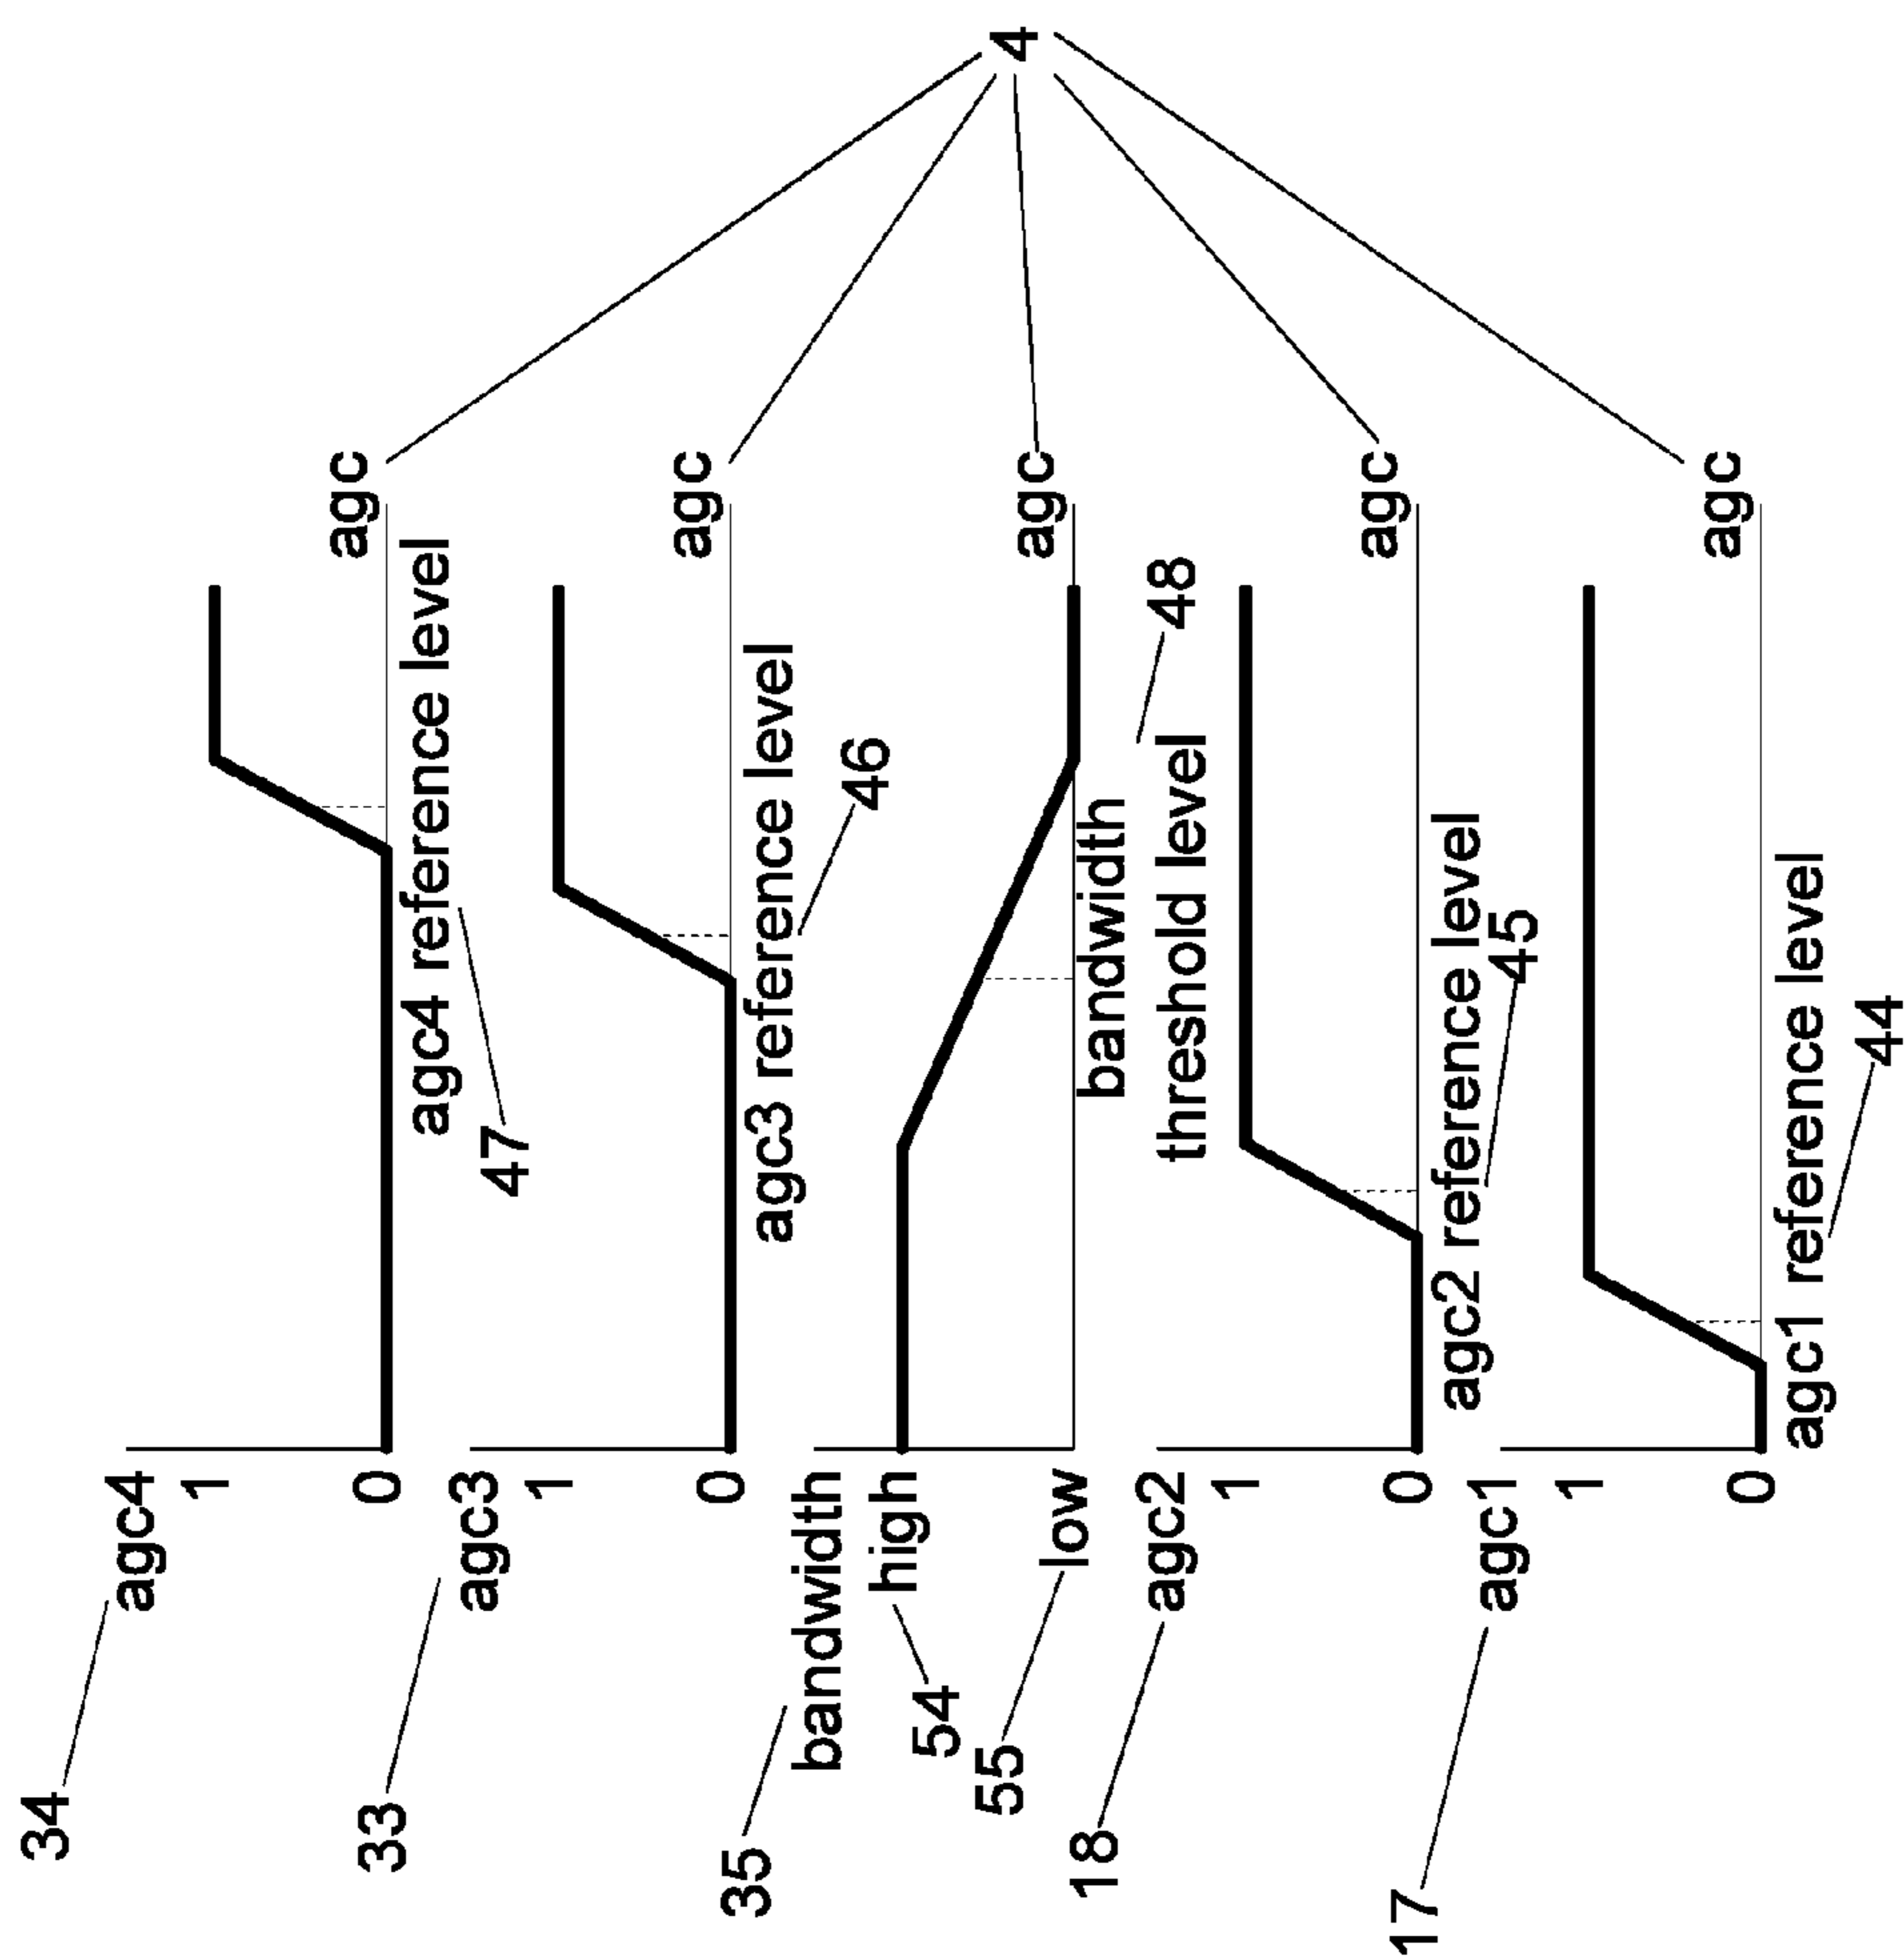 34
agc4
1
0
agc
agc4 reference level
47
33
agc3
1
0
agc
agc3 reference level
46
35
bandwidth
high
54
low
55
agc
bandwidth
threshold level
48
4
18
agc2
1
0
agc
agc2 reference level
45
17
agc1
1
0
agc
agc1 reference level
44